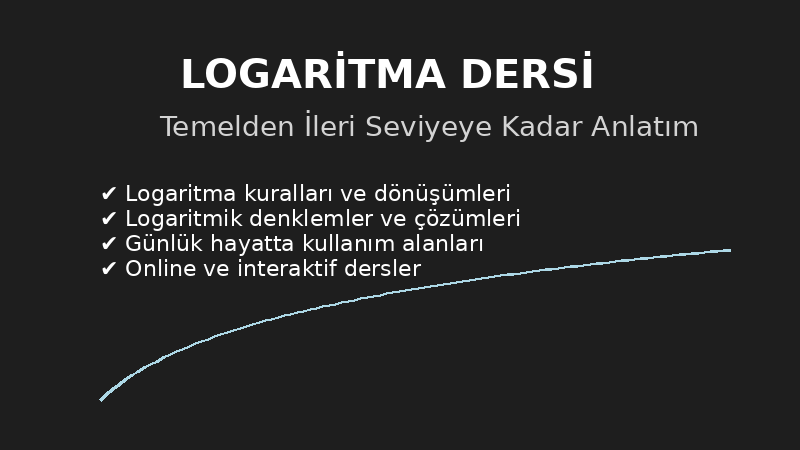 LOGARİTMA DERSİ
Temelden İleri Seviyeye Kadar Anlatım
✔ Logaritma kuralları ve dönüşümleri
✔ Logaritmik denklemler ve çözümleri
✔ Günlük hayatta kullanım alanları
✔ Online ve interaktif dersler